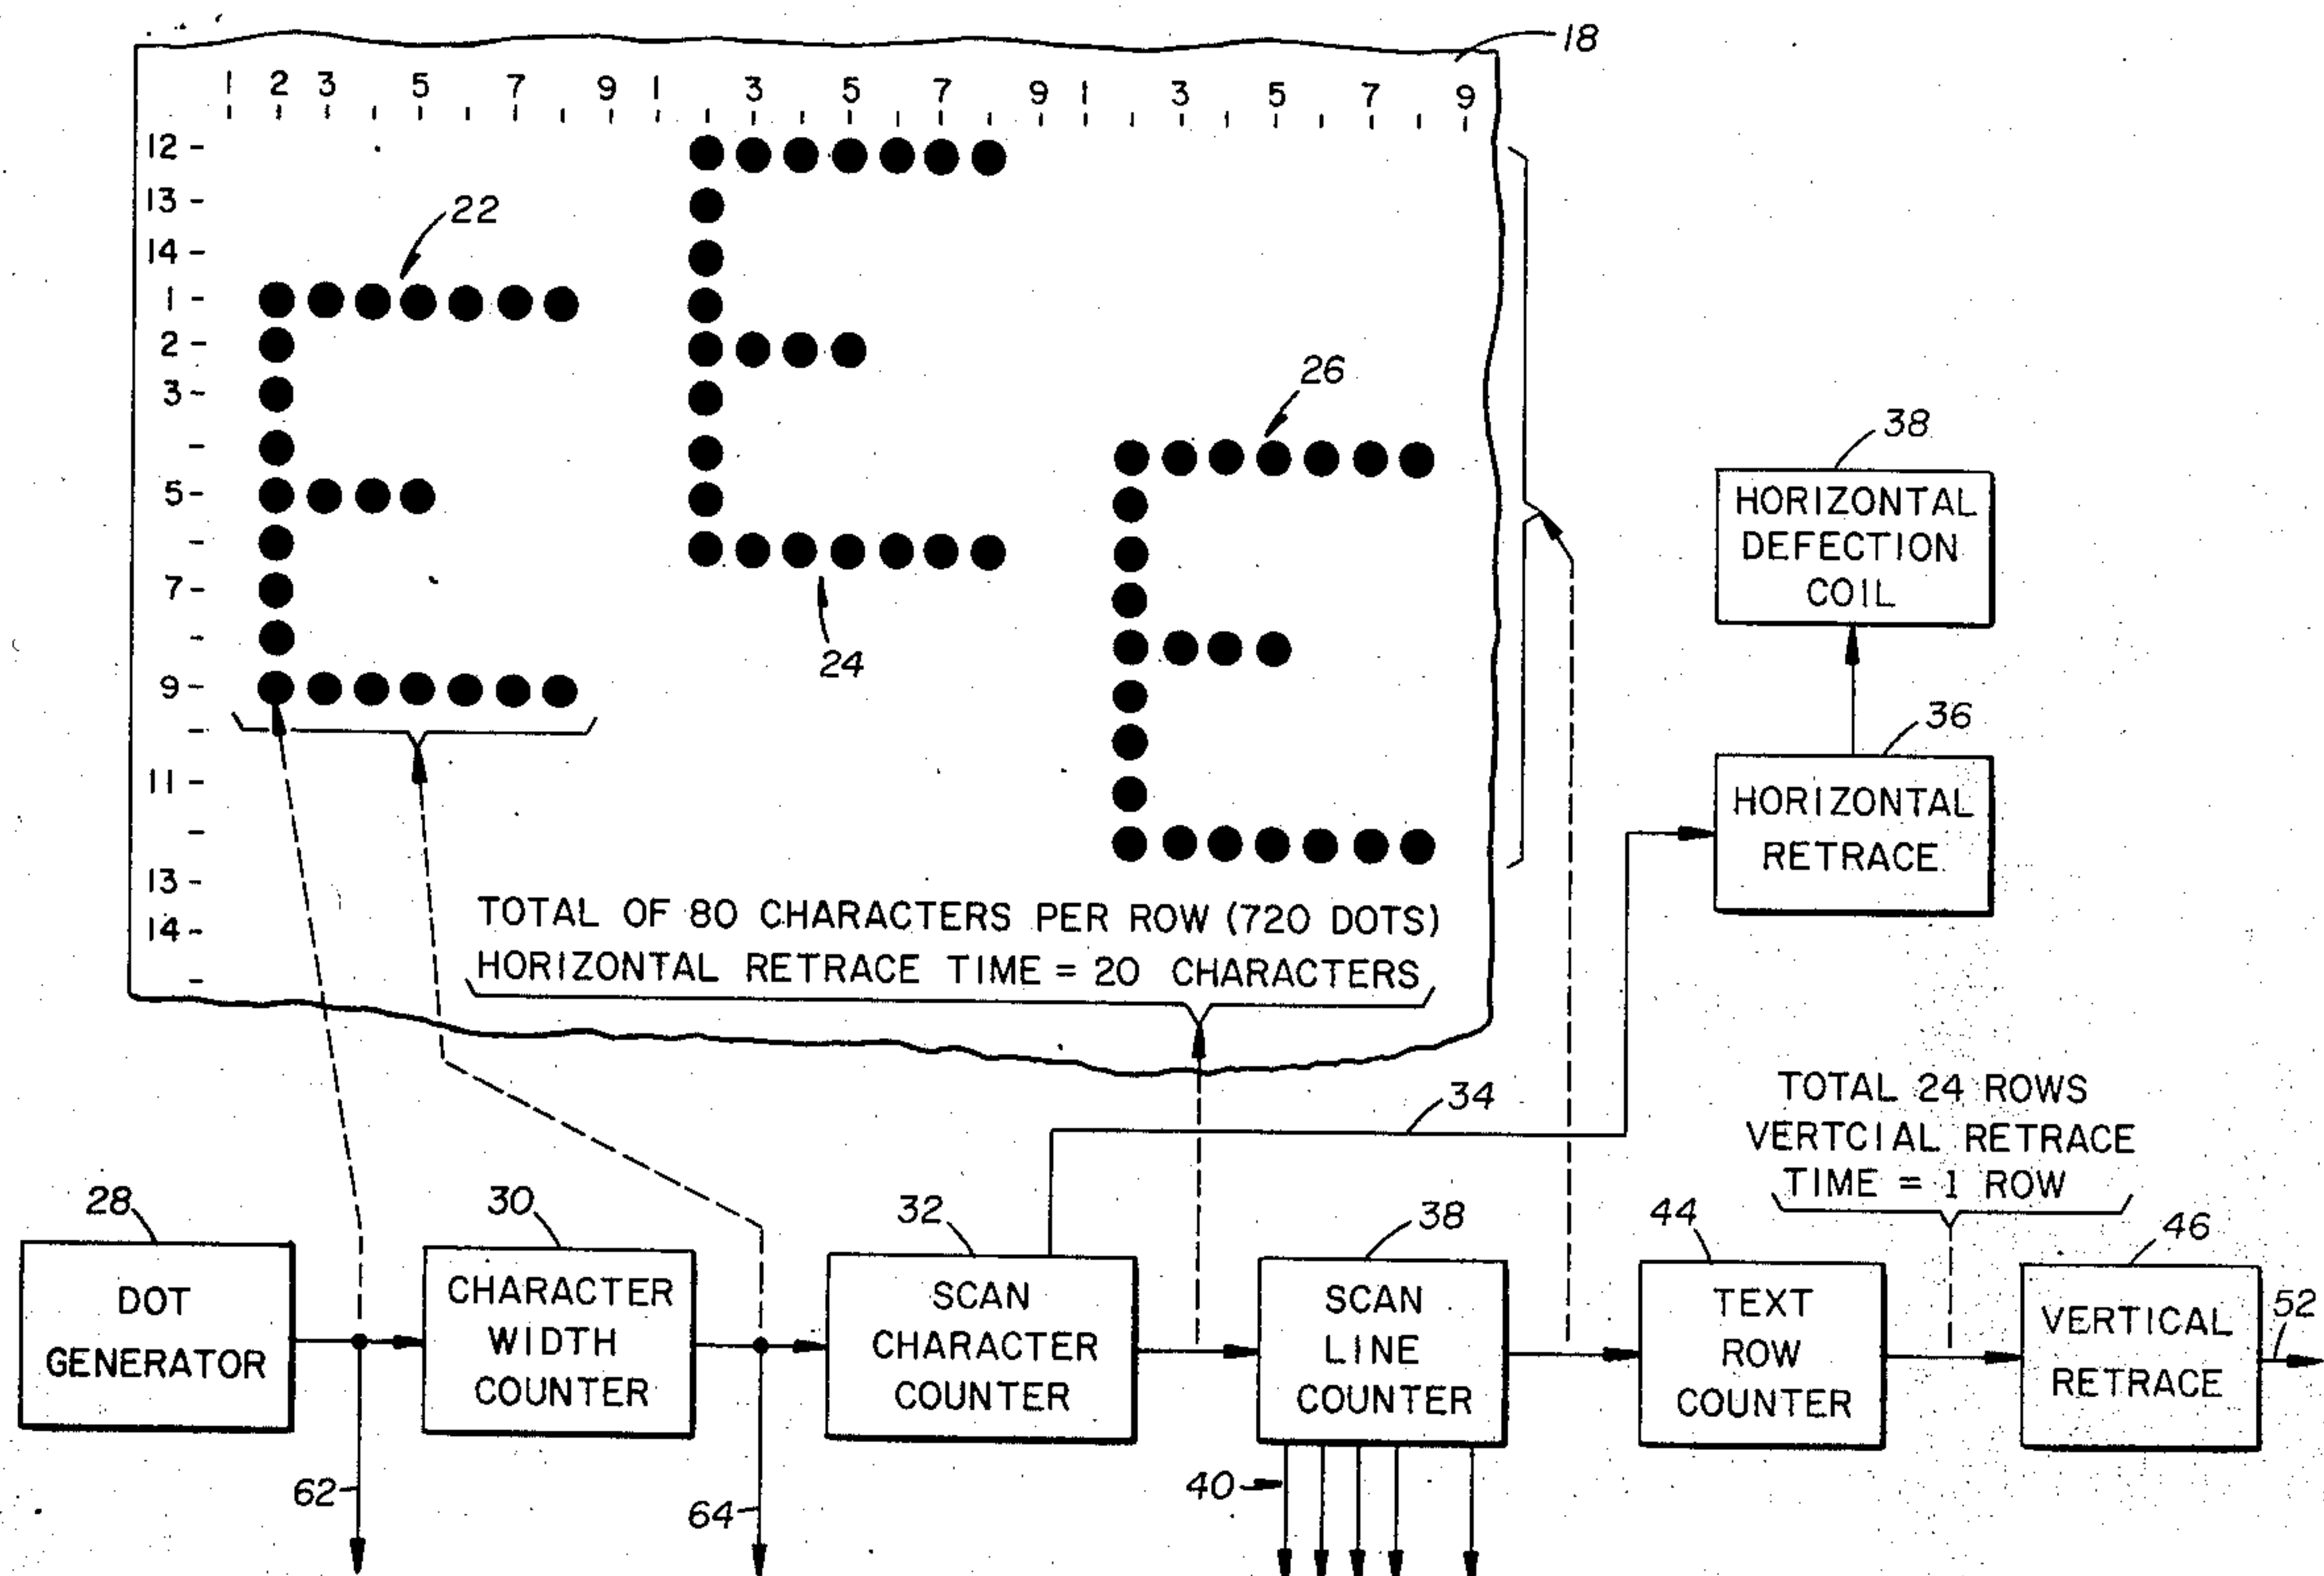 18
1 2 3 5 7 9 1 3 5 7 9 1 3 5 7 9
12
13
22
14
1
2
3
26
38
HORIZONTAL
DEFECTION
COIL
5
7
24
9
36
11
HORIZONTAL
RETRACE
13
TOTAL OF 80 CHARACTERS PER ROW (720 DOTS)
14
HORIZONTAL RETRACE TIME = 20 CHARACTERS
34
TOTAL 24 ROWS
VERTCIAL RETRACE
TIME = 1 ROW
28
DOT
GENERATOR
30
CHARACTER
WIDTH
COUNTER
32
SCAN
CHARACTER
COUNTER
38
SCAN
LINE
COUNTER
44
TEXT
ROW
COUNTER
46
VERTICAL
RETRACE
52
62
64
40